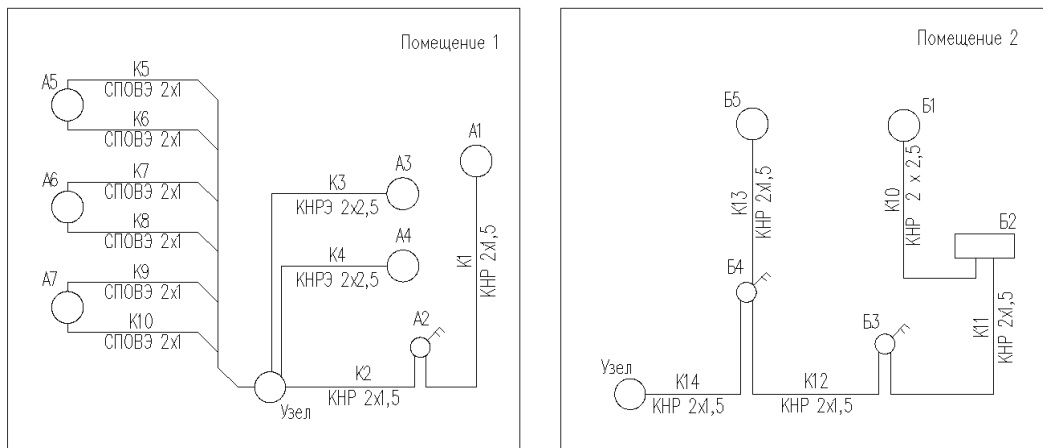 Помещение 1
А5
К5
СПОВЭ 2х1
К6
СПОВЭ 2х1
А6
К7
СПОВЭ 2х1
К8
СПОВЭ 2х1
А7
К9
СПОВЭ 2х1
К10
СПОВЭ 2х1
А1
А3
К3
КНРЭ 2х2,5
А4
К4
КНРЭ 2х2,5
К1
КНР 2х1,5
А2
К2
КНР 2х1,5
Узел
Помещение 2
Б5
Б1
К13
КНР 2х1,5
К10
КНР 2 х 2,5
Б2
Б4
Б3
К11
КНР 2х1,5
Узел
К14
КНР 2х1,5
К12
КНР 2х1,5